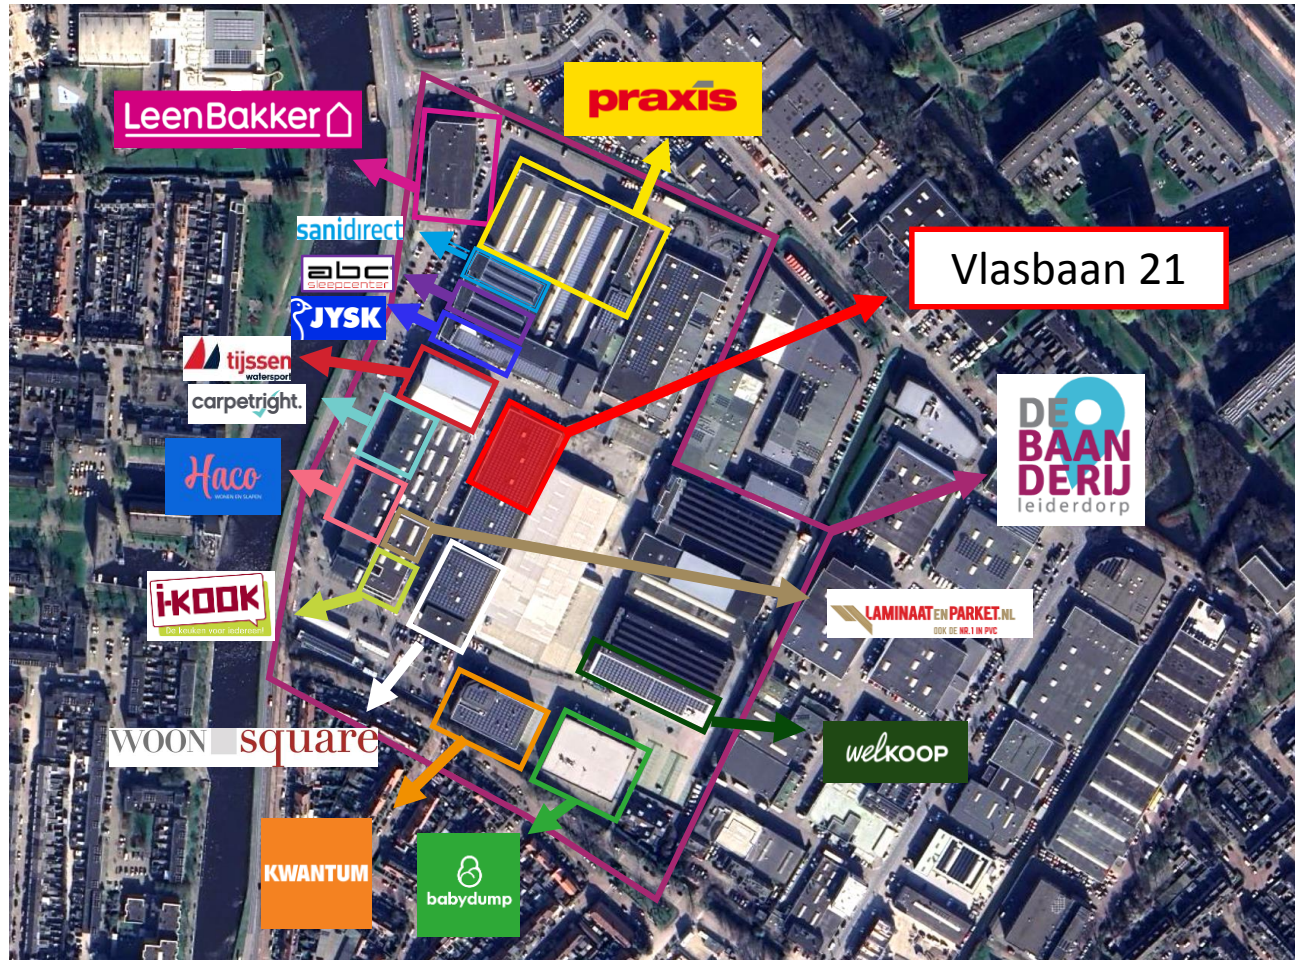 LeenBakker
praxis
sanidirect
abc
sleepcenter
JYSK
Vlasbaan 21
tijssen
watersport
carpetright.
Haco
WONEN EN SLAPEN
DE
BAAN
DERIJ
leiderdorp
i-KOOK
De keuken voor iedereen!
LAMINAATENPARKET.NL
OOK DE NR.1 IN PVC
WOON square
welkoop
KWANTUM
babydump